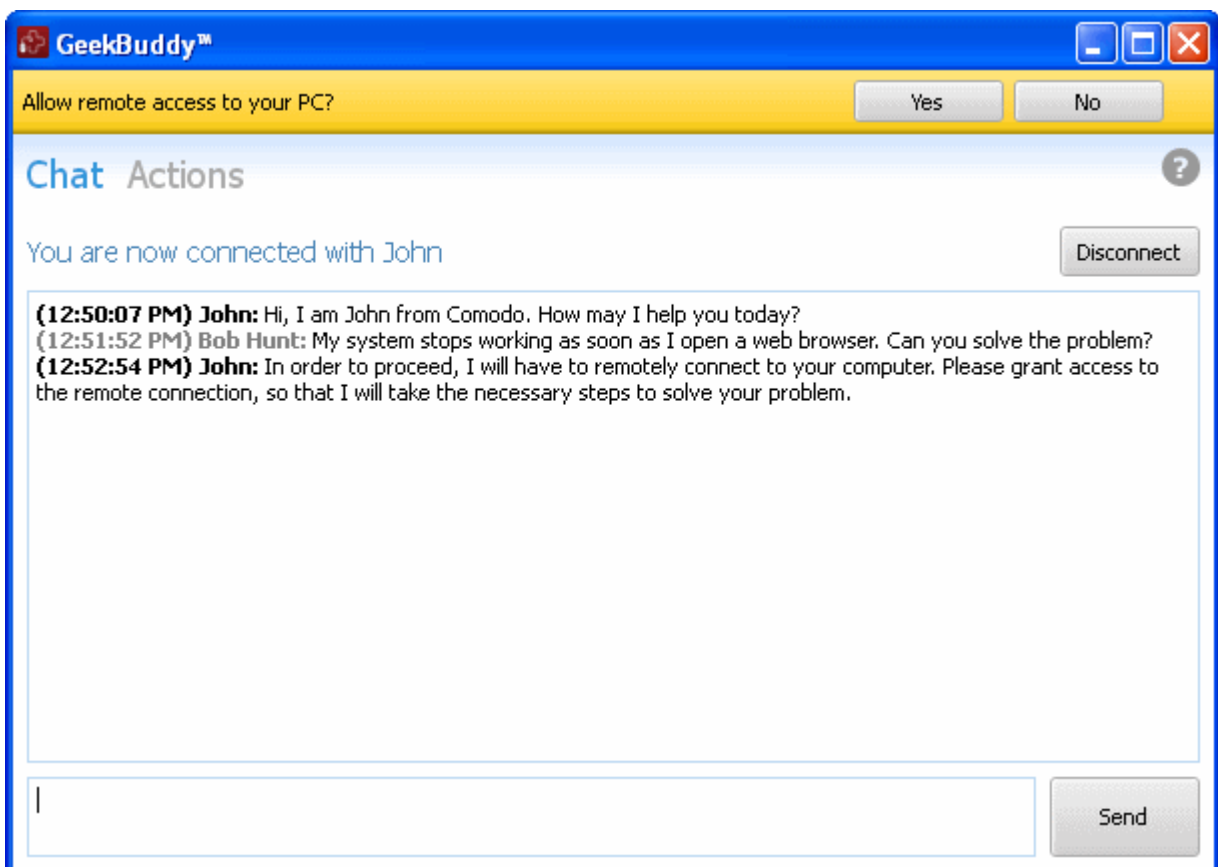 GeekBuddy™
Allow remote access to your PC?
Yes
No
Chat Actions
?
You are now connected with John
Disconnect
(12:50:07 PM) John: Hi, I am John from Comodo. How may I help you today?
(12:51:52 PM) Bob Hunt: My system stops working as soon as I open a web browser. Can you solve the problem?
(12:52:54 PM) John: In order to proceed, I will have to remotely connect to your computer. Please grant access to
the remote connection, so that I will take the necessary steps to solve your problem.
Send